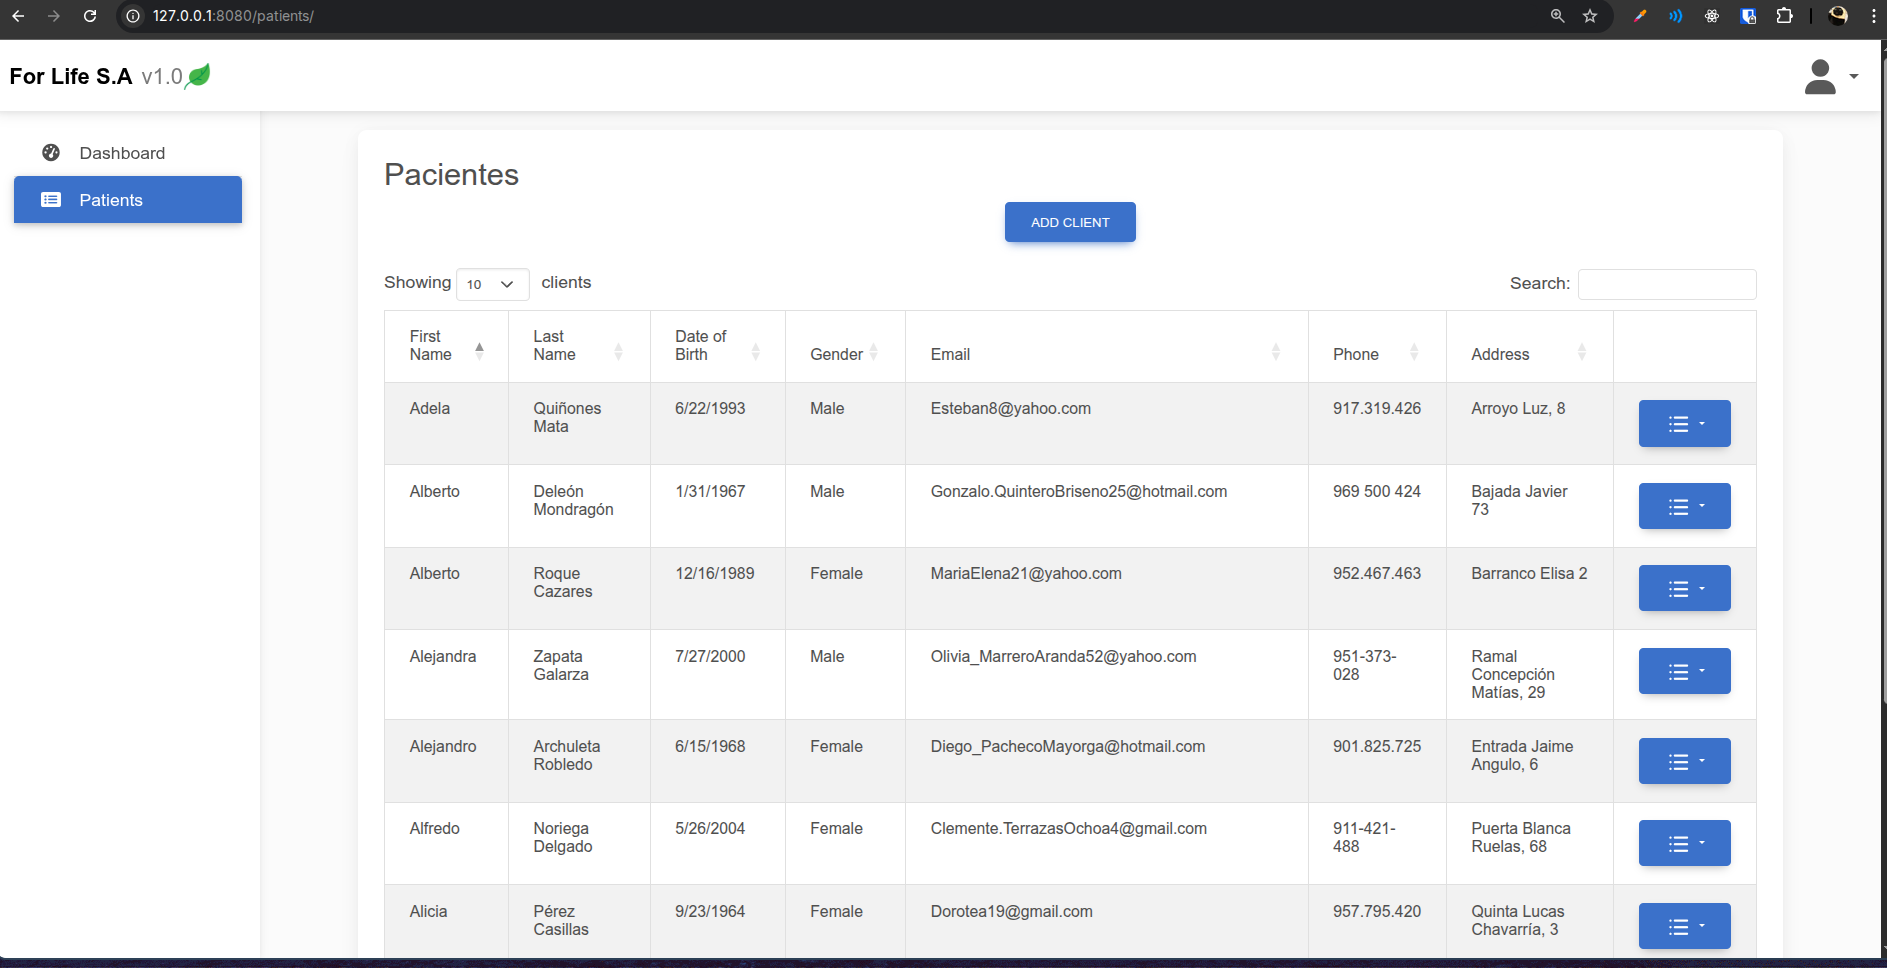 127.0.0.1:8080/patients/
For Life S.A v1.0
Dashboard
Patients
Pacientes
ADD CLIENT
Showing 10 clients
Search:
First Name Last Name Date of Birth Gender Email Phone Address
Adela Quiñones Mata 6/22/1993 Male Esteban8@yahoo.com 917.319.426 Arroyo Luz, 8
Alberto Deleón Mondragón 1/31/1967 Male Gonzalo.QuinteroBriseno25@hotmail.com 969 500 424 Bajada Javier 73
Alberto Roque Cazares 12/16/1989 Female MariaElena21@yahoo.com 952.467.463 Barranco Elisa 2
Alejandra Zapata Galarza 7/27/2000 Male Olivia_MarreroAranda52@yahoo.com 951-373-028 Ramal Concepción Matías, 29
Alejandro Archuleta Robledo 6/15/1968 Female Diego_PachecoMayorga@hotmail.com 901.825.725 Entrada Jaime Angulo, 6
Alfredo Noriega Delgado 5/26/2004 Female Clemente.TerrazasOchoa4@gmail.com 911-421-488 Puerta Blanca Ruelas, 68
Alicia Pérez Casillas 9/23/1964 Female Dorotea19@gmail.com 957.795.420 Quinta Lucas Chavarría, 3